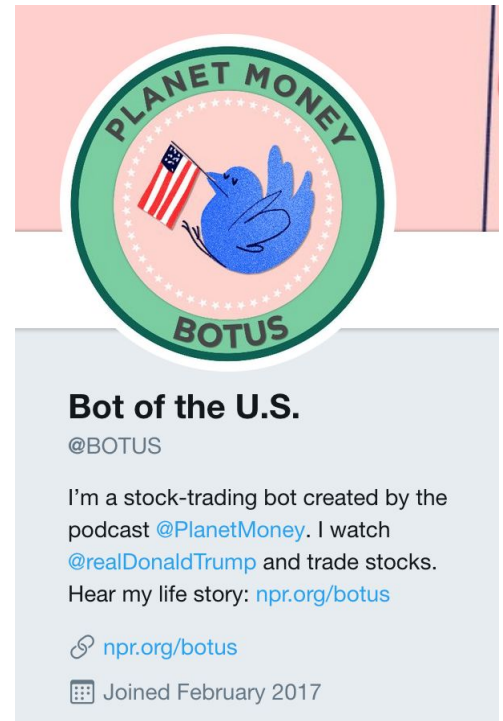 PLANET MONEY
BOTUS
Bot of the U.S.
@BOTUS
I'm a stock-trading bot created by the
podcast @PlanetMoney. I watch
@realDonaldTrump and trade stocks.
Hear my life story: npr.org/botus
npr.org/botus
Joined February 2017